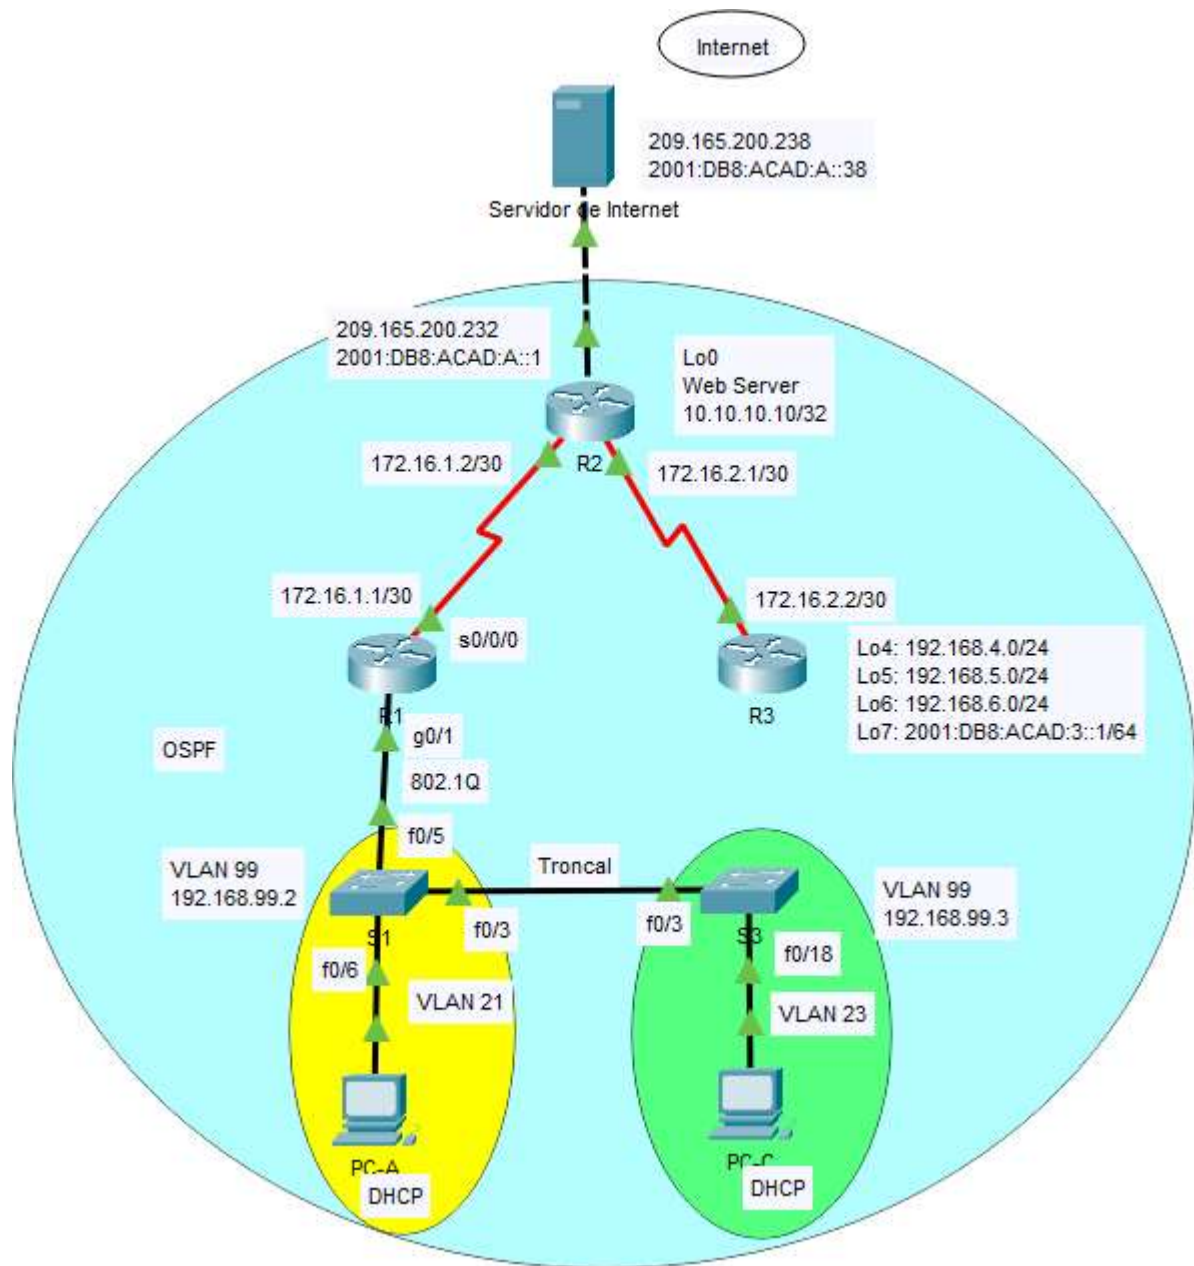 Internet
209.165.200.238
2001:DB8:ACAD:A::38
Servidor de Internet
209.165.200.232
2001:DB8:ACAD:A::1
Lo0
Web Server
10.10.10.10/32
R2
172.16.1.2/30
172.16.2.1/30
172.16.1.1/30
s0/0/0
172.16.2.2/30
R1
R3
Lo4: 192.168.4.0/24
Lo5: 192.168.5.0/24
Lo6: 192.168.6.0/24
Lo7: 2001:DB8:ACAD:3::1/64
OSPF
g0/1
802.1Q
f0/5
VLAN 99
192.168.99.2
Troncal
VLAN 99
192.168.99.3
S1
f0/3
f0/3
S3
f0/6
f0/18
VLAN 21
VLAN 23
PC-A
DHCP
PC-C
DHCP